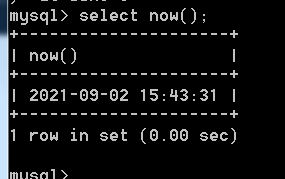 mysql> select now();
+---------------------+
| now()               |
+---------------------+
| 2021-09-02 15:43:31 |
+---------------------+
1 row in set (0.00 sec)
mysql>